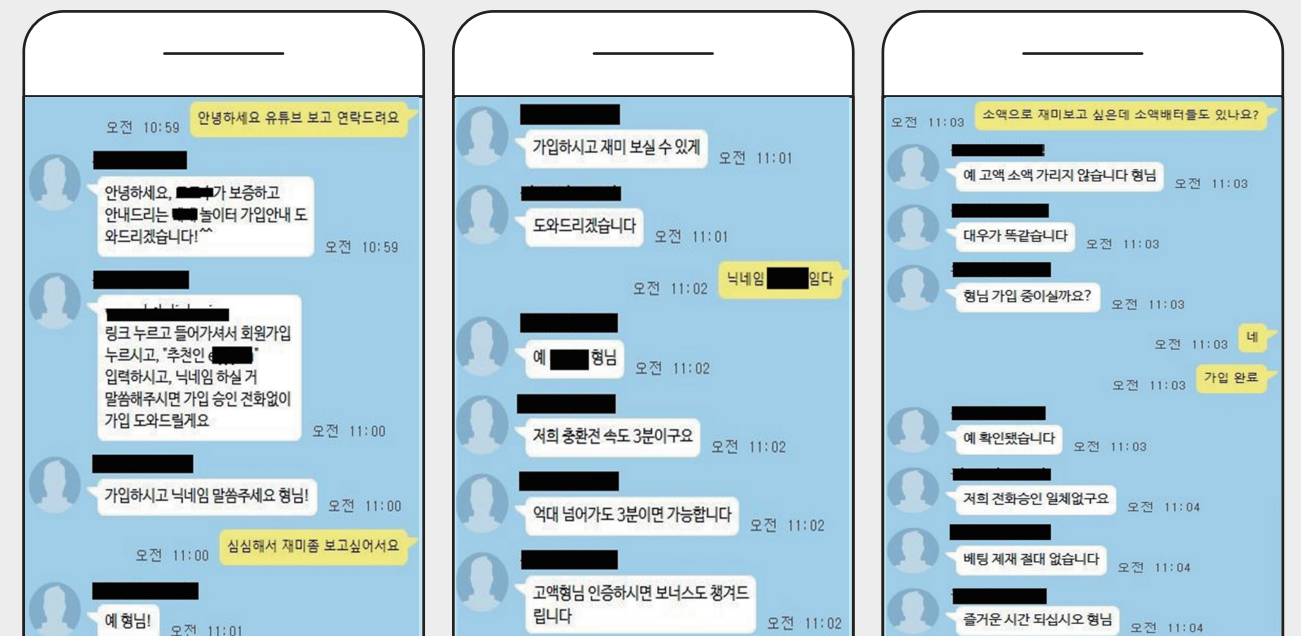 안녕하세요 유튜브 보고 연락드려요
오전 10:59
안녕하세요, 가 보증하고
안내드리는 놀이터 가입안내 도
와드리겠습니다!^^
오전 10:59
링크 누르고 들어가셔서 회원가입
누르시고, "추천인 "
입력하시고, 닉네임 하실 거
말씀해주시면 가입 승인 전화없이
가입 도와드릴게요
오전 11:00
가입하시고 닉네임 말씀주세요 형님!
오전 11:00
심심해서 재미좀 보고싶어서요
오전 11:00
예 형님!
오전 11:01
가입하시고 재미 보실 수 있게
오전 11:01
도와드리겠습니다
오전 11:01
닉네임 임다
오전 11:02
예 형님
오전 11:02
저희 충환전 속도 3분이구요
오전 11:02
억대 넘어가도 3분이면 가능합니다
오전 11:02
고액형님 인증하시면 보너스도 챙겨드
립니다
오전 11:02
소액으로 재미보고 싶은데 소액배터들도 있나요?
오전 11:03
예 고액 소액 가리지 않습니다 형님
오전 11:03
대우가 똑같습니다
오전 11:03
형님 가입 중이실까요?
오전 11:03
네
오전 11:03
가입 완료
오전 11:03
예 확인됐습니다
오전 11:03
저희 전화승인 일체없구요
오전 11:04
베팅 제재 절대 없습니다
오전 11:04
즐거운 시간 되십시오 형님
오전 11:04